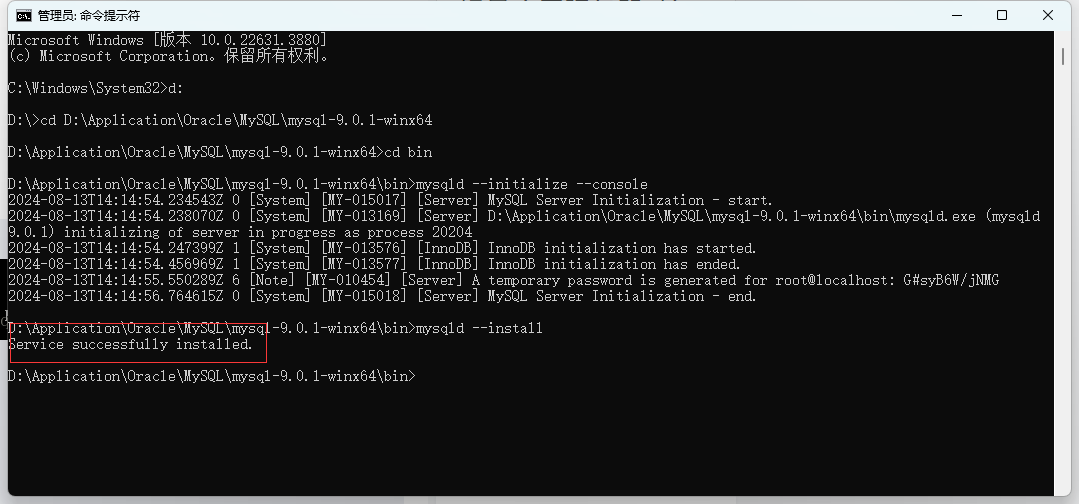 管理员: 命令提示符
Microsoft Windows [版本 10.0.22631.3880]
(c) Microsoft Corporation。保留所有权利。
C:\Windows\System32>d:
D:\>cd D:\Application\Oracle\MySQL\mysql-9.0.1-winx64
D:\Application\Oracle\MySQL\mysql-9.0.1-winx64>cd bin
D:\Application\Oracle\MySQL\mysql-9.0.1-winx64\bin>mysqld --initialize --console
2024-08-13T14:14:54.234543Z 0 [System] [MY-015017] [Server] MySQL Server Initialization - start.
2024-08-13T14:14:54.238070Z 0 [System] [MY-013169] [Server] D:\Application\Oracle\MySQL\mysql-9.0.1-winx64\bin\mysqld.exe (mysqld
9.0.1) initializing of server in progress as process 20204
2024-08-13T14:14:54.247399Z 1 [System] [MY-013576] [InnoDB] InnoDB initialization has started.
2024-08-13T14:14:54.456969Z 1 [System] [MY-013577] [InnoDB] InnoDB initialization has ended.
2024-08-13T14:14:55.550289Z 6 [Note] [MY-010454] [Server] A temporary password is generated for root@localhost: G#syB6W/jNMG
2024-08-13T14:14:56.764615Z 0 [System] [MY-015018] [Server] MySQL Server Initialization - end.
D:\Application\Oracle\MySQL\mysql-9.0.1-winx64\bin>mysqld --install
Service successfully installed.
D:\Application\Oracle\MySQL\mysql-9.0.1-winx64\bin>